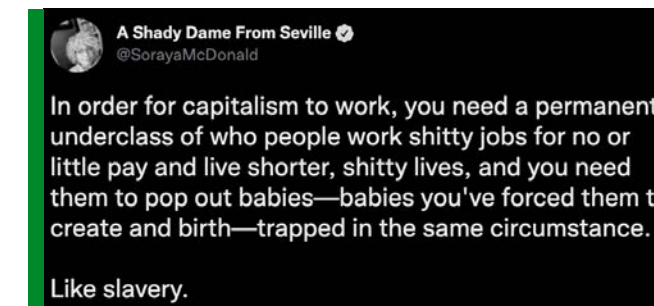 A Shady Dame From Seville
@SorayaMcDonald
In order for capitalism to work, you need a permanent
underclass of who people work shitty jobs for no or
little pay and live shorter, shitty lives, and you need
them to pop out babies—babies you've forced them t
create and birth—trapped in the same circumstance.
Like slavery.